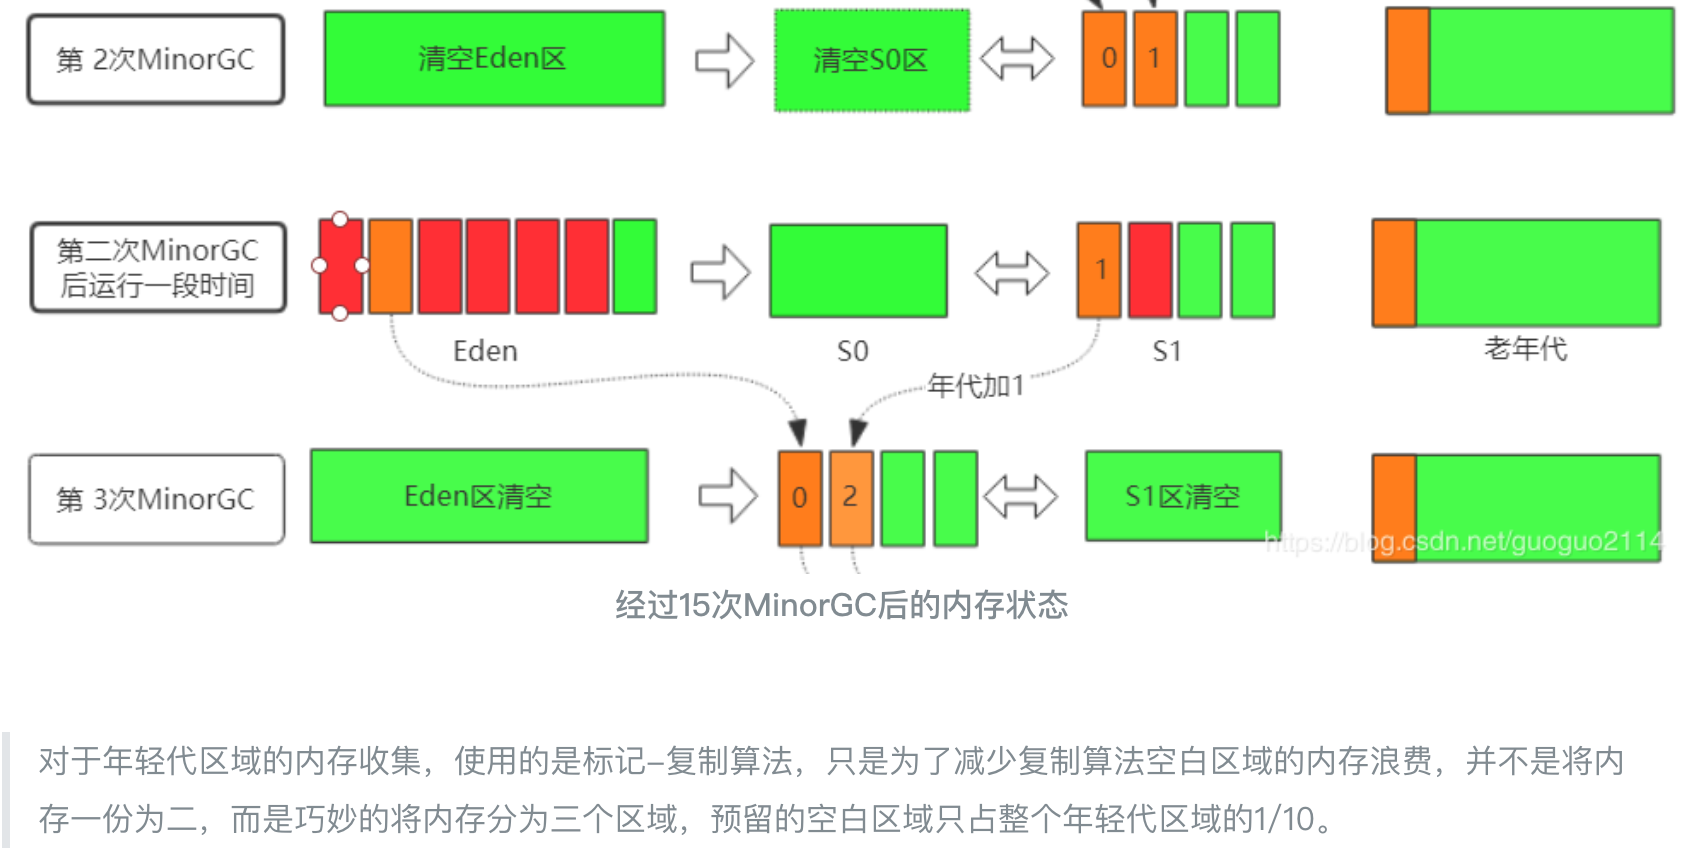 第 2次MinorGC
清空Eden区
清空S0区
0
1
第二次MinorGC
后运行一段时间
1
Eden
S0
S1
老年代
年代加1
第 3次MinorGC
Eden区清空
0
2
S1区清空
https://blog.csdn.net/guoguo2114
经过15次MinorGC后的内存状态
对于年轻代区域的内存收集，使用的是标记–复制算法，只是为了减少复制算法空白区域的内存浪费，并不是将内
存一份为二，而是巧妙的将内存分为三个区域，预留的空白区域只占整个年轻代区域的1/10。